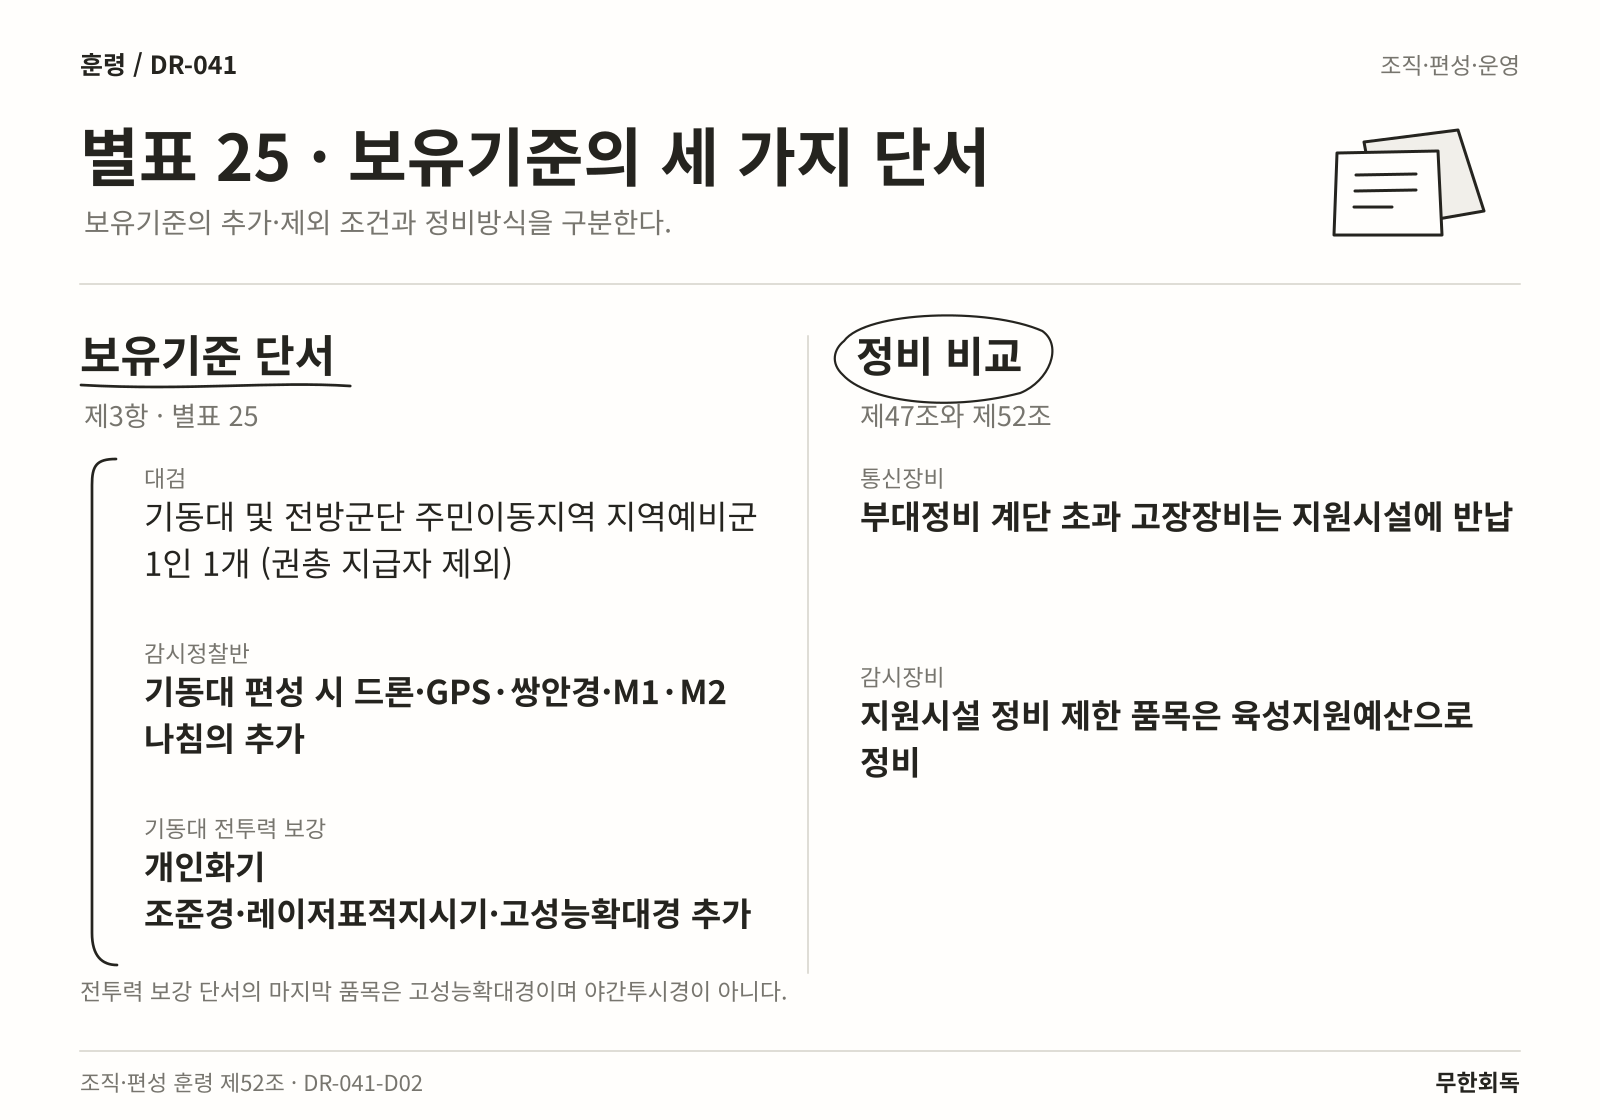 훈령 / DR-041
조직·편성·운영
별표 25 · 보유기준의 세 가지 단서
보유기준의 추가·제외 조건과 정비방식을 구분한다.
보유기준 단서
제3항 · 별표 25
대검
기동대 및 전방군단 주민이동지역 지역예비군
1인 1개 (권총 지급자 제외)
감시정찰반
기동대 편성 시 드론·GPS·쌍안경·M1·M2
나침의 추가
기동대 전투력 보강
개인화기
조준경·레이저표적지시기·고성능확대경 추가
전투력 보강 단서의 마지막 품목은 고성능확대경이며 야간투시경이 아니다.
정비 비교
제47조와 제52조
통신장비
부대정비 계단 초과 고장장비는 지원시설에 반납
감시장비
지원시설 정비 제한 품목은 육성지원예산으로
정비
조직·편성 훈령 제52조 · DR-041-D02
무한회독